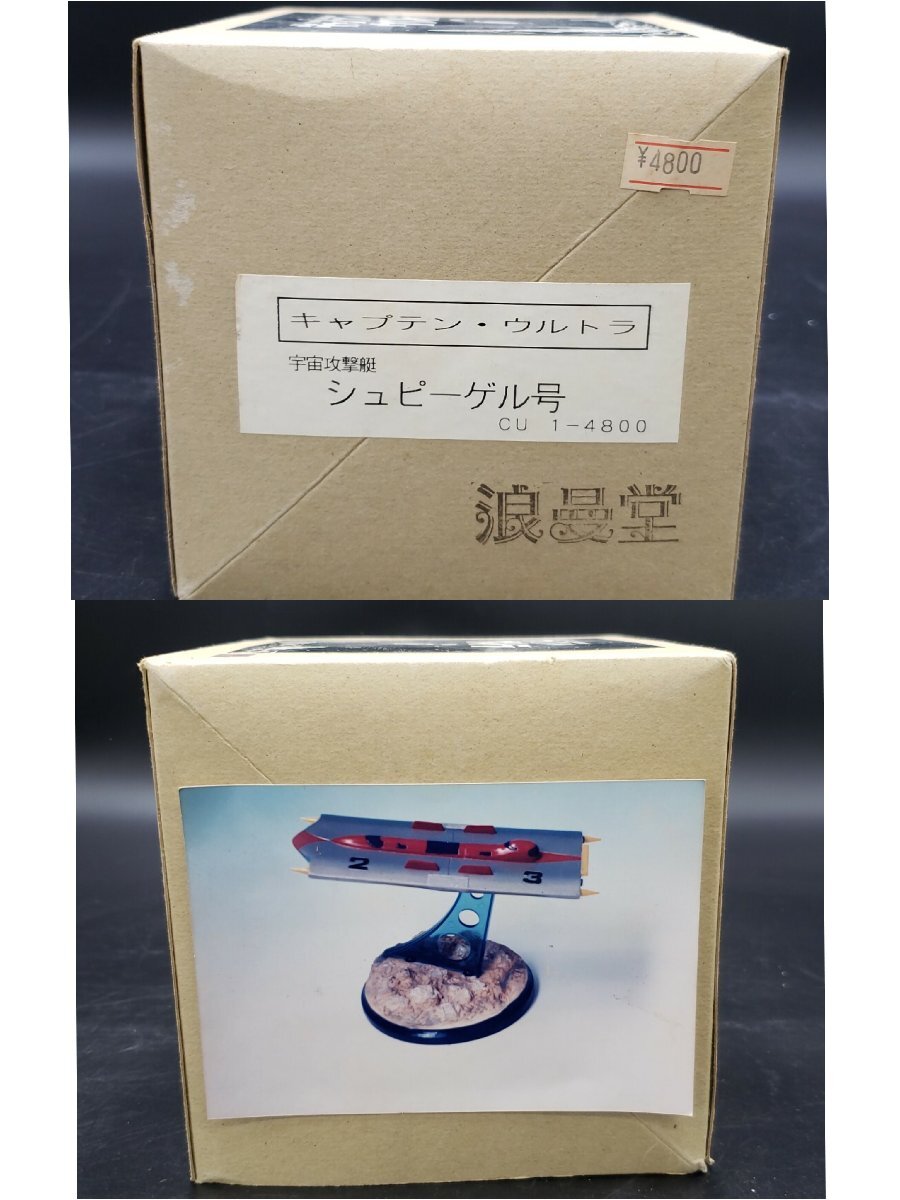 ¥4800
キャプテン・ウルトラ
宇宙攻撃艇
シュピーゲル号
CU 1-4800
浪漫堂
2
3